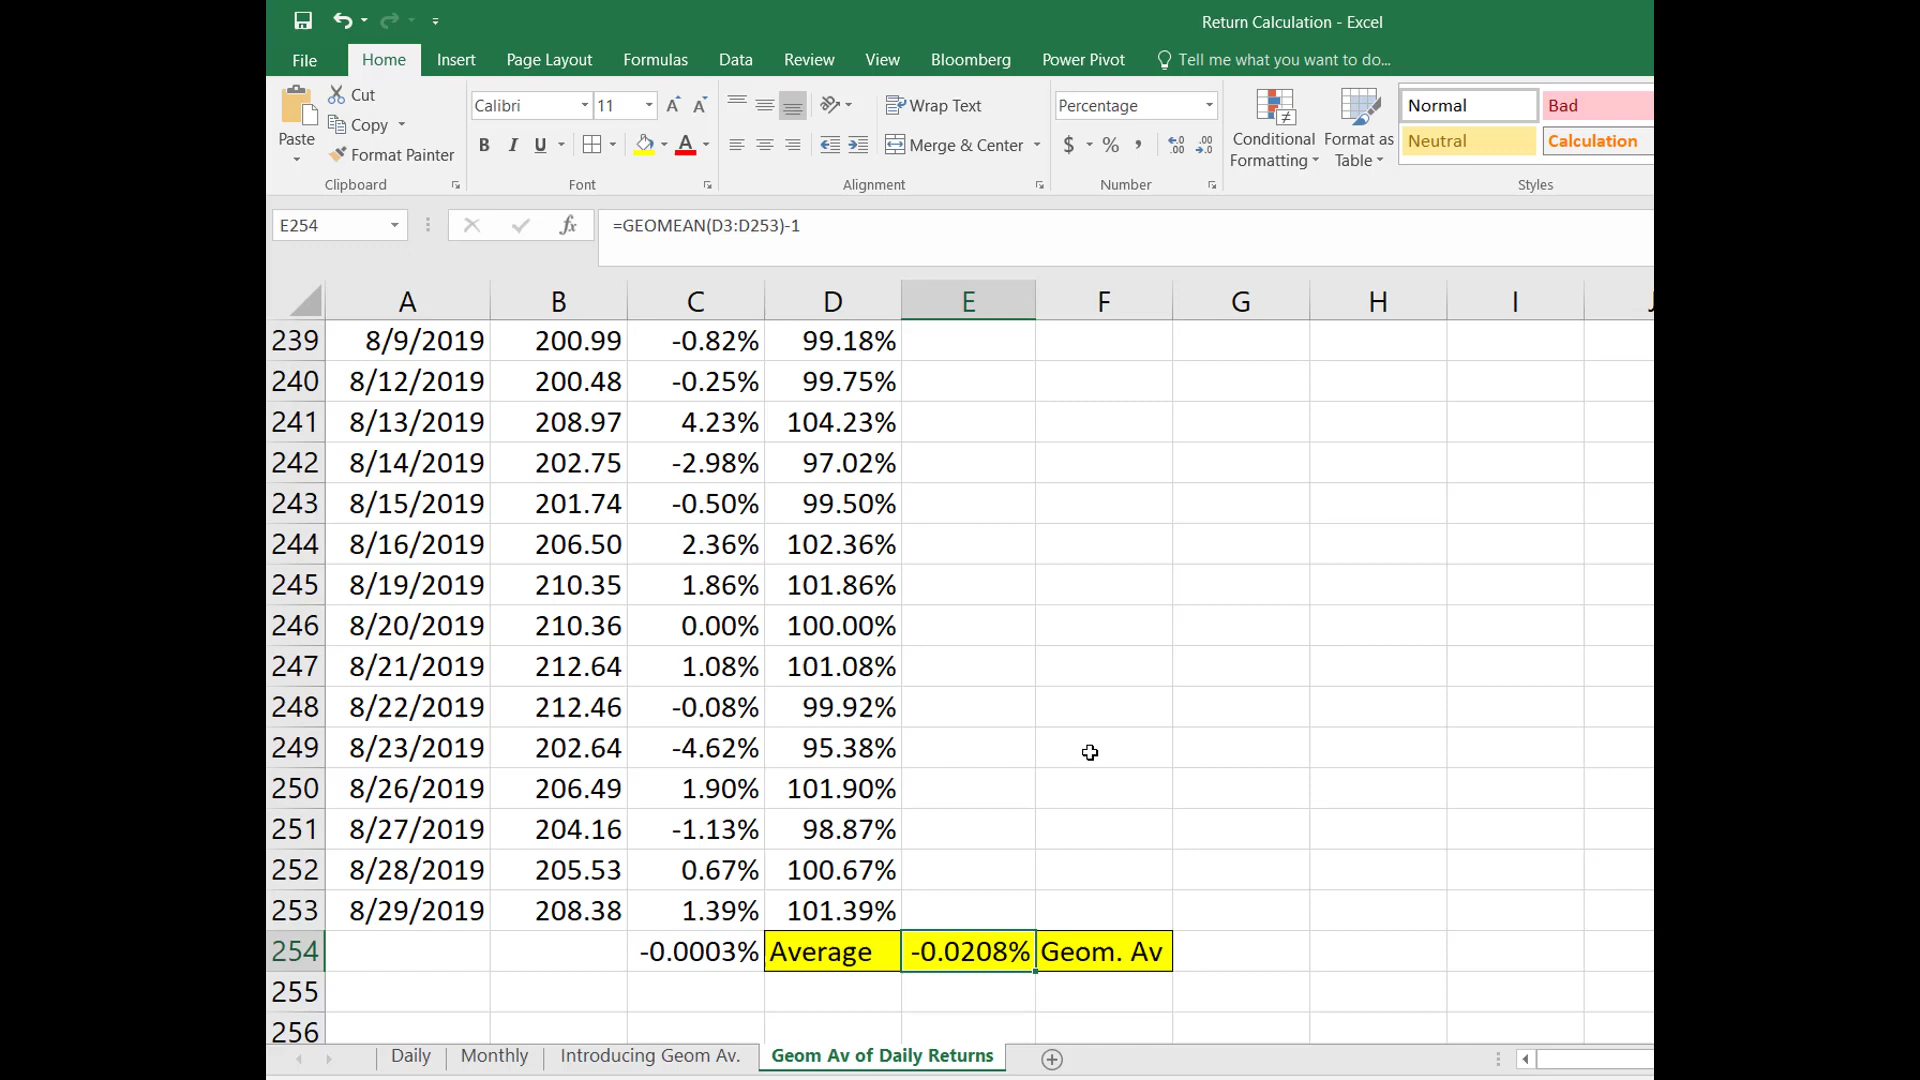 Return Calculation - Excel
File Home Insert Page Layout Formulas Data Review View Bloomberg Power Pivot Tell me what you want to do...
Paste
Cut
Copy
Format Painter
Clipboard
Calibri 11 A A
B I U A
Font
Wrap Text
Merge & Center
Alignment
Percentage
$ % , .00 .00
Number
Conditional Formatting
Format as Table
Normal Bad
Neutral Calculation
Styles
E254 fx =GEOMEAN(D3:D253)-1
A B C D E F G H I J
239 8/9/2019 200.99 -0.82% 99.18%
240 8/12/2019 200.48 -0.25% 99.75%
241 8/13/2019 208.97 4.23% 104.23%
242 8/14/2019 202.75 -2.98% 97.02%
243 8/15/2019 201.74 -0.50% 99.50%
244 8/16/2019 206.50 2.36% 102.36%
245 8/19/2019 210.35 1.86% 101.86%
246 8/20/2019 210.36 0.00% 100.00%
247 8/21/2019 212.64 1.08% 101.08%
248 8/22/2019 212.46 -0.08% 99.92%
249 8/23/2019 202.64 -4.62% 95.38%
250 8/26/2019 206.49 1.90% 101.90%
251 8/27/2019 204.16 -1.13% 98.87%
252 8/28/2019 205.53 0.67% 100.67%
253 8/29/2019 208.38 1.39% 101.39%
254 -0.0003% Average -0.0208% Geom. Av
255
256
Daily Monthly Introducing Geom Av. Geom Av of Daily Returns